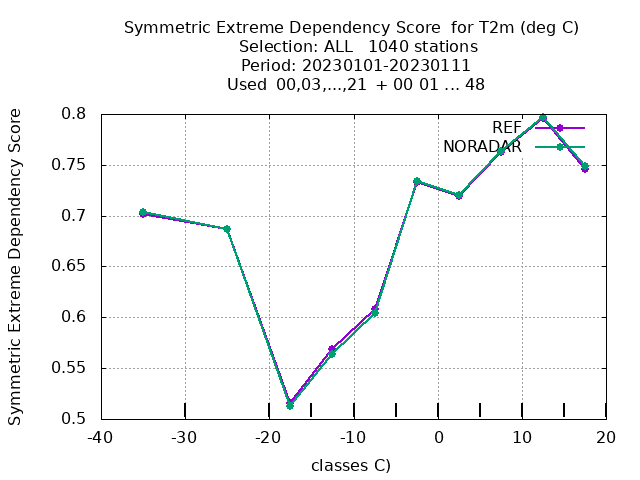 Symmetric Extreme Dependency Score  for T2m (deg C)
Selection: ALL   1040 stations
Period: 20230101-20230111
Used  00,03,...,21  + 00 01 ... 48
Symmetric Extreme Dependency Score
0.8
0.75
0.7
0.65
0.6
0.55
0.5
REF
NORADAR
-40 -30 -20 -10 0 10 20
classes C)